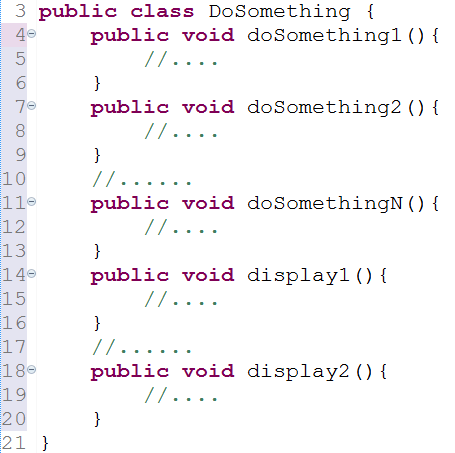 3 public class DoSomething {
4 public void doSomething1(){
5 //....
6 }
7 public void doSomething2(){
8 //....
9 }
10 //......
11 public void doSomethingN(){
12 //....
13 }
14 public void display1(){
15 //....
16 }
17 //......
18 public void display2(){
19 //....
20 }
21 }